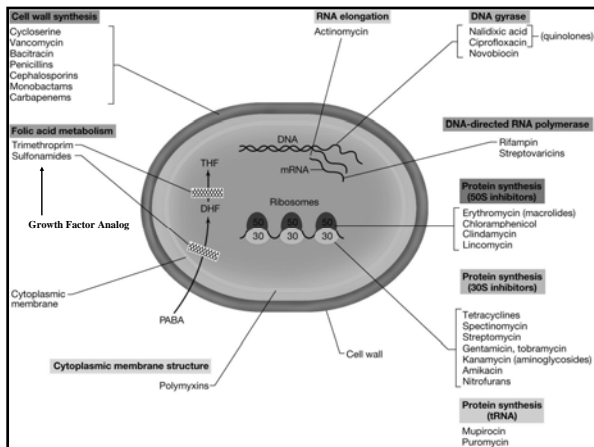 Cell wall synthesis
Cycloserine
Vancomycin
Bacitracin
Penicillins
Cephalosporins
Monobactams
Carbapenems
Folic acid metabolism
Trimethroprim
Sulfonamides
Growth Factor Analog
Cytoplasmic
membrane
PABA
DHF
THF
Cytoplasmic membrane structure
Polymyxins
Cell wall
RNA elongation
Actinomycin
DNA
mRNA
Ribosomes
50 50 50
30 30 30
DNA gyrase
Nalidixic acid
Ciprofloxacin
(quinolones)
Novobiocin
DNA-directed RNA polymerase
Rifampin
Streptovaricins
Protein synthesis
(50S inhibitors)
Erythromycin (macrolides)
Chloramphenicol
Clindamycin
Lincomycin
Protein synthesis
(30S inhibitors)
Tetracyclines
Spectinomycin
Streptomycin
Gentamicin, tobramycin
Kanamycin (aminoglycosides)
Amikacin
Nitrofurans
Protein synthesis
(tRNA)
Mupirocin
Puromycin